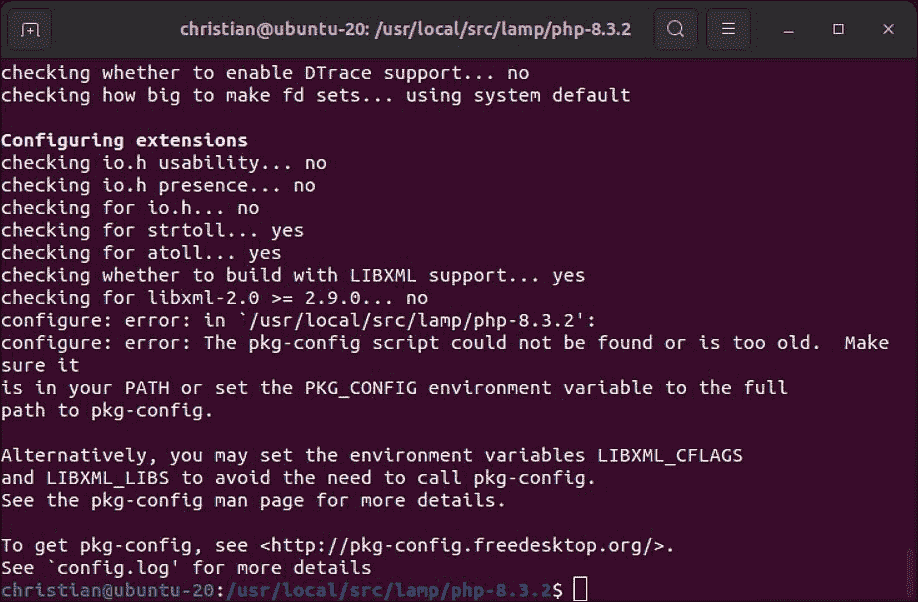 christian@ubuntu-20: /usr/local/src/lamp/php-8.3.2
checking whether to enable DTrace support... no
checking how big to make fd sets... using system default
Configuring extensions
checking io.h usability... no
checking io.h presence... no
checking for io.h... no
checking for strtoll... yes
checking for atoll... yes
checking whether to build with LIBXML support... yes
checking for libxml-2.0 >= 2.9.0... no
configure: error: in `/usr/local/src/lamp/php-8.3.2':
configure: error: The pkg-config script could not be found or is too old.  Make
sure it
is in your PATH or set the PKG_CONFIG environment variable to the full
path to pkg-config.
Alternatively, you may set the environment variables LIBXML_CFLAGS
and LIBXML_LIBS to avoid the need to call pkg-config.
See the pkg-config man page for more details.
To get pkg-config, see <http://pkg-config.freedesktop.org/>.
See `config.log' for more details
christian@ubuntu-20:/usr/local/src/lamp/php-8.3.2$